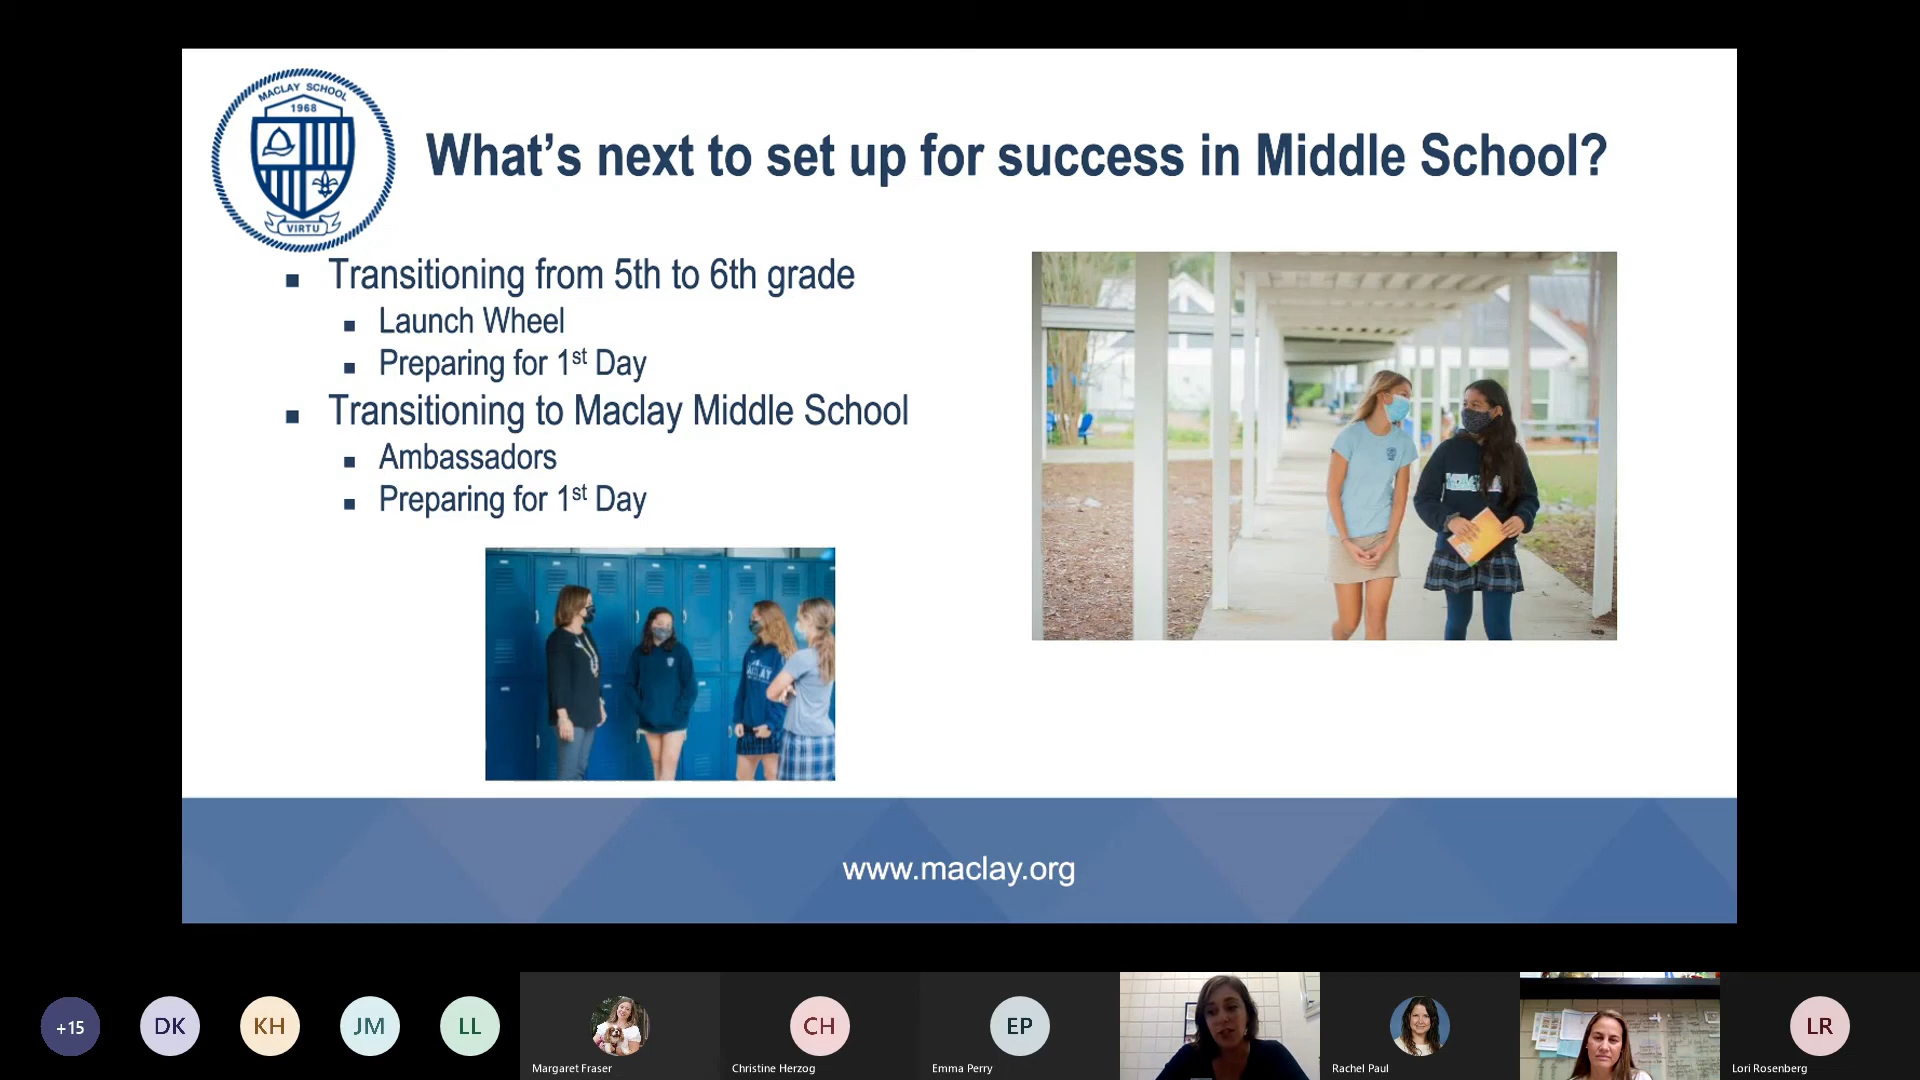 MACLAY SCHOOL
1968
VIRTU
What’s next to set up for success in Middle School?
Transitioning from 5th to 6th grade
Launch Wheel
Preparing for 1st Day
Transitioning to Maclay Middle School
Ambassadors
Preparing for 1st Day
MACLAY
www.maclay.org
+15
DK
KH
JM
LL
CH
EP
LR
Margaret Fraser
Christine Herzog
Emma Perry
Rachel Paul
Lori Rosenberg